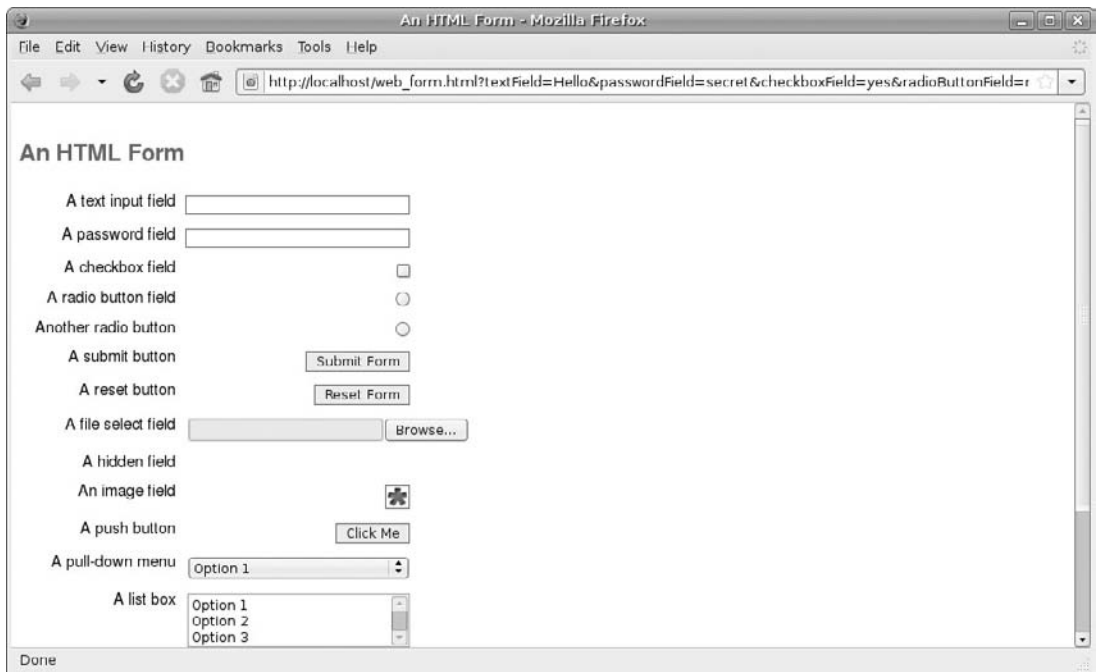 An HTML Form - Mozilla Firefox
File Edit View History Bookmarks Tools Help
http://localhost/web_form.html?textField=Hello&passwordField=secret&checkboxField=yes&radioButtonField=r
An HTML Form
A text input field
A password field
A checkbox field
A radio button field
Another radio button
A submit button Submit Form
A reset button Reset Form
A file select field Browse...
A hidden field
An image field
A push button Click Me
A pull-down menu Option 1
A list box Option 1
Option 2
Option 3
Done